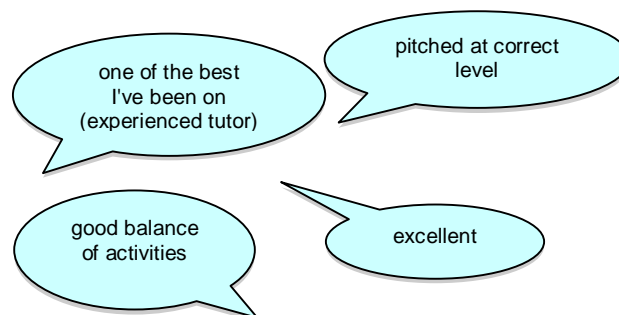 one of the best
I've been on
(experienced tutor)
pitched at correct
level
good balance
of activities
excellent